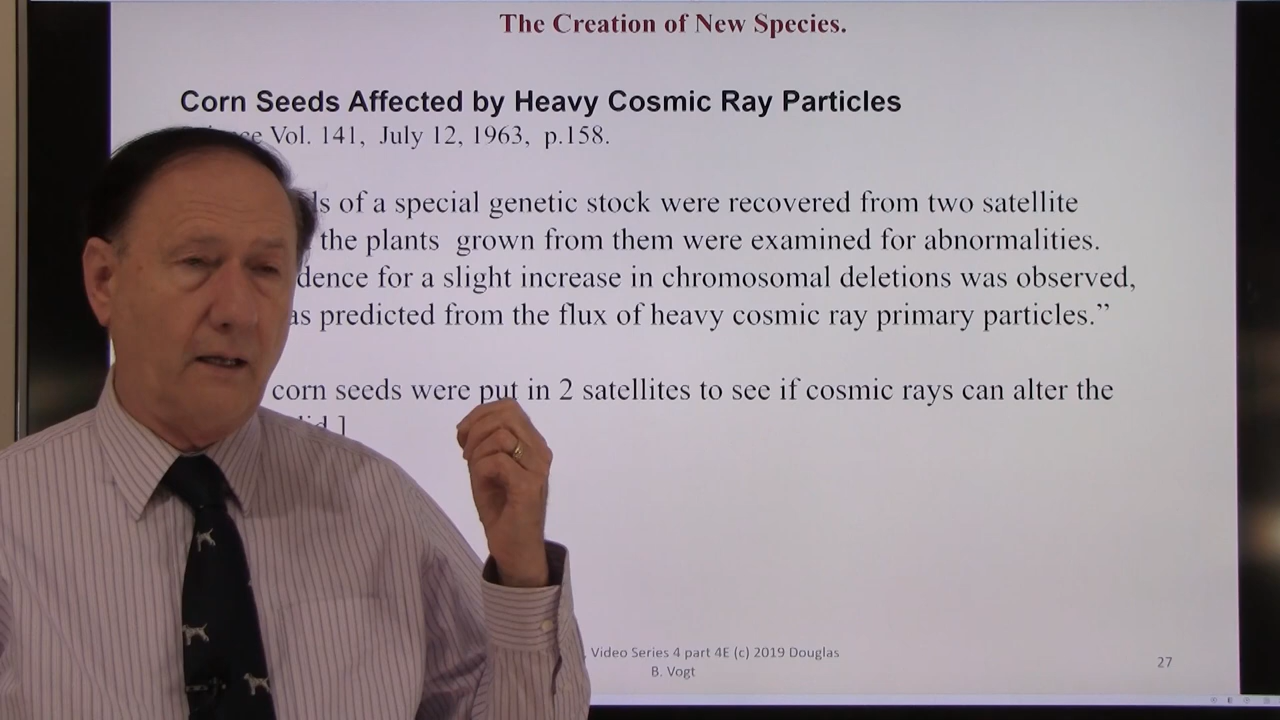 The Creation of New Species.
Corn Seeds Affected by Heavy Cosmic Ray Particles
Vol. 141, July 12, 1963, p.158.
of a special genetic stock were recovered from two satellite
the plants grown from them were examined for abnormalities.
for a slight increase in chromosomal deletions was observed,
as predicted from the flux of heavy cosmic ray primary particles.”
corn seeds were put in 2 satellites to see if cosmic rays can alter the
Video Series 4 part 4E (c) 2019 Douglas
B. Vogt
27